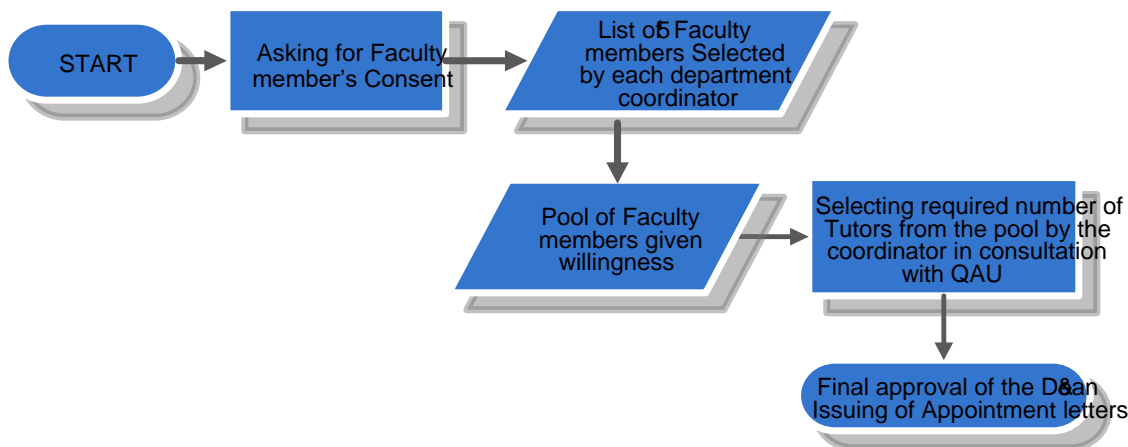 START
Asking for Faculty
member's Consent
List of 5 Faculty
members Selected
by each department
coordinator
Pool of Faculty
members given
willingness
Selecting required number of
Tutors from the pool by the
coordinator in consultation
with QAU
Final approval of the Dean &
Issuing of Appointment letters